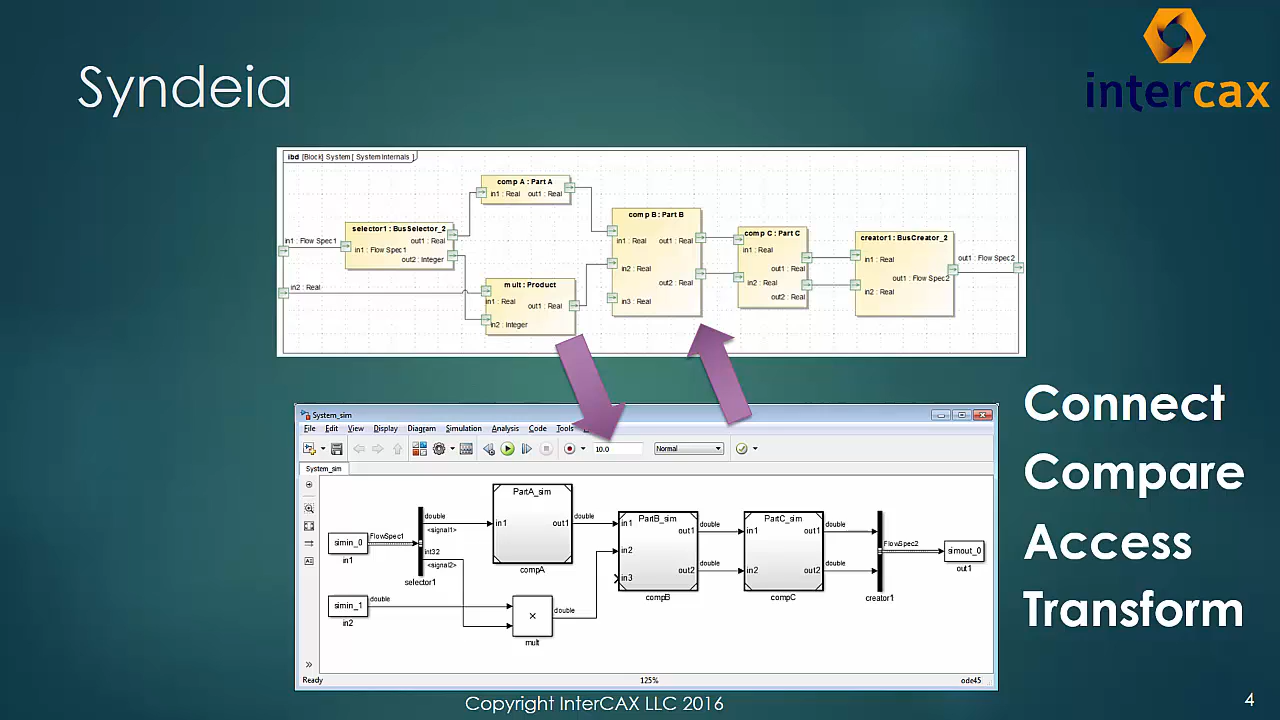 Syndeia
intercax
ibd [Block] System [ SystemInternals ]
comp A : Part A
in1 : Real out1 : Real
selector1 : BusSelector_2
out1 : Real
in1 : Flow Spec1
out2 : Integer
in1 : Flow Spec1
in2 : Real
mult : Product
in1 : Real
out1 : Real
in2 : Integer
comp B : Part B
in1 : Real out1 : Real
in2 : Real
out2 : Real
in3 : Real
comp C : Part C
in1 : Real
out1 : Real
in2 : Real
out2 : Real
creator1 : BusCreator_2
in1 : Real
out1 : Flow Spec2
in2 : Real
out1 : Flow Spec2
System_sim
File Edit View Display Diagram Simulation Analysis Code Tools
10.0
Normal
System_sim
simin_0
in1
FlowSpec1
selector1
double
<signal1>
int32
<signal2>
PartA_sim
in1 out1
compA
double
simin_1
in2
double
×
mult
double
PartB_sim
in1
out1
in2
out2
in3
compB
double
double
PartC_sim
in1 out1
in2 out2
compC
double
double
creator1
FlowSpec2
simout_0
out1
Ready 125% ode45
Connect
Compare
Access
Transform
Copyright InterCAX LLC 2016
4